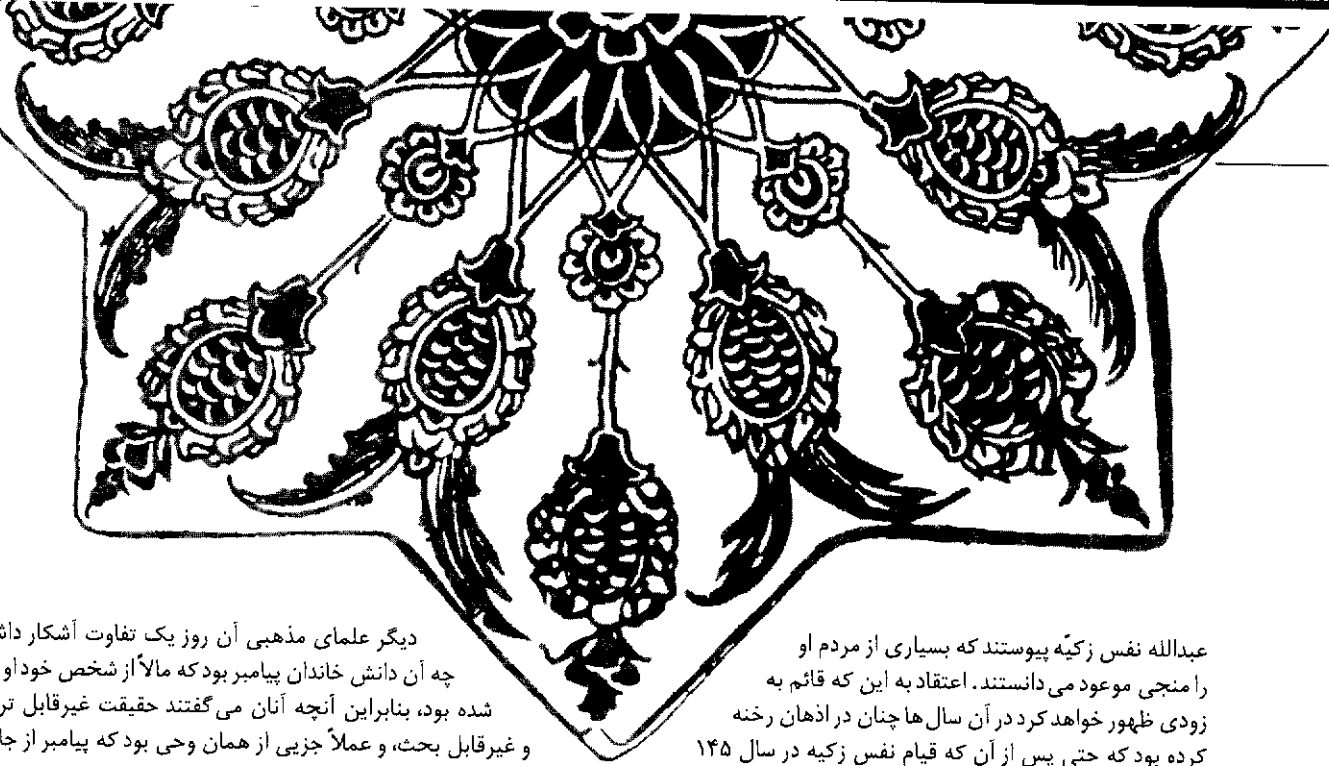 عبدالله نفس زکیّه پیوستند که بسیاری از مردم او
را منجی موعود می‌دانستند. اعتقاد به این که قائم به
زودی ظهور خواهد کرد در آن سال‌ها چنان در اذهان رخنه
کرده بود که حتی پس از آن که قیام نفس زکیه در سال ۱۴۵
دیگر علمای مذهبی آن روز یک تفاوت آشکار
چه آن دانش خاندان پیامبر بود که مالاً از شخص خود او
شده بود، بنابراین آنچه آنان می‌گفتند حقیقت غیرقابل
و غیرقابل بحث، و عملاً جزیی از همان وحی بود که پیامبر از